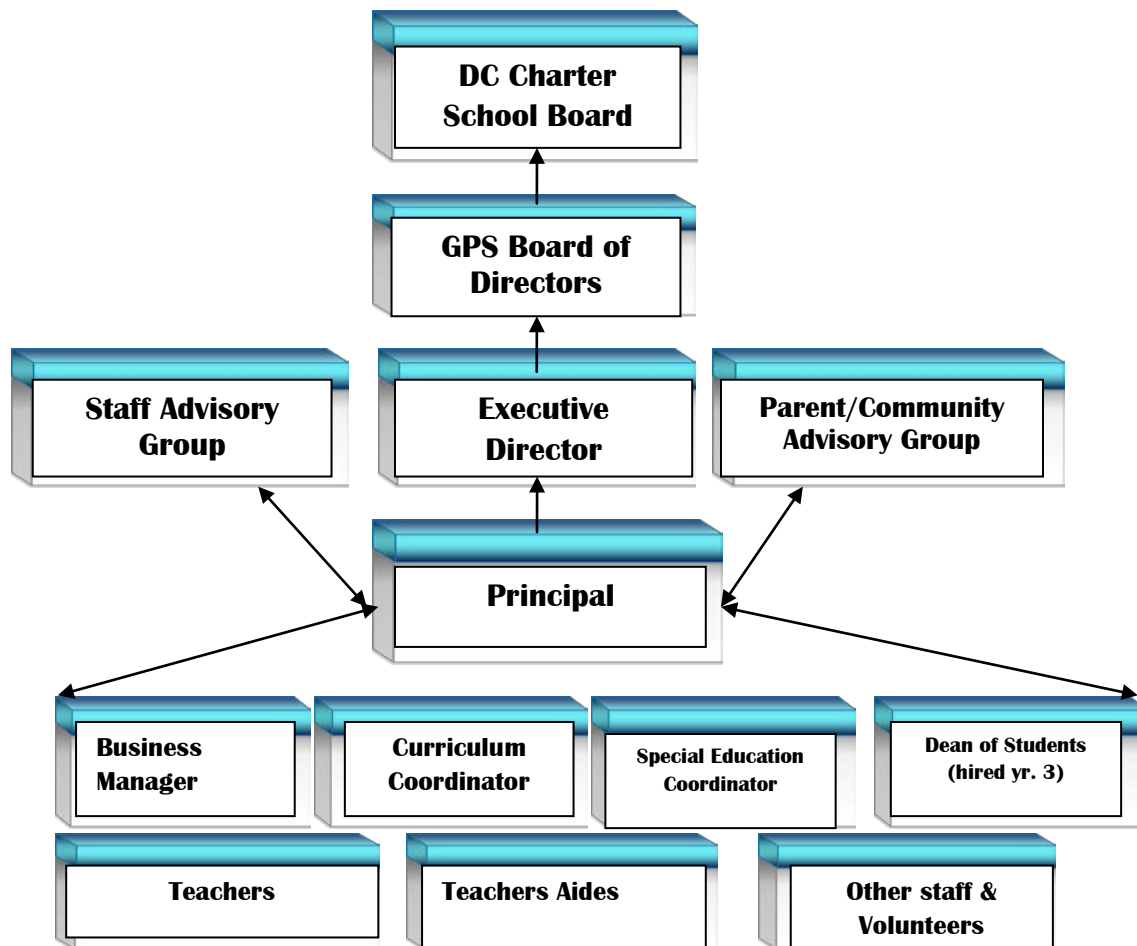 DC Charter
School Board
GPS Board of
Directors
Staff Advisory
Group
Executive
Director
Parent/Community
Advisory Group
Principal
Business
Manager
Curriculum
Coordinator
Special Education
Coordinator
Dean of Students
(hired yr. 3)
Teachers
Teachers Aides
Other staff &
Volunteers